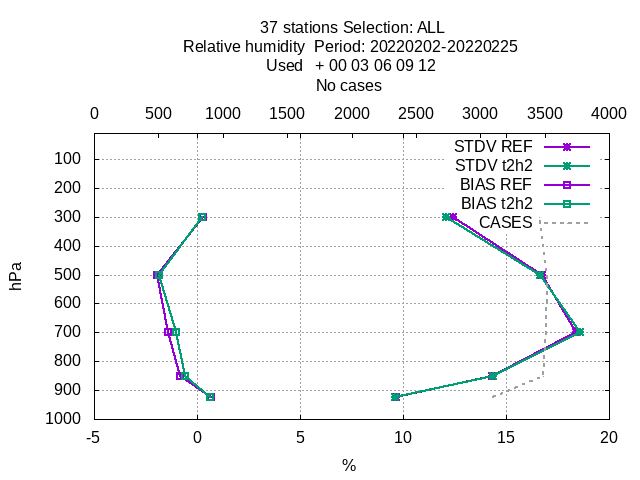 37 stations Selection: ALL
Relative humidity  Period: 20220202-20220225
Used   + 00 03 06 09 12
No cases
0 500 1000 1500 2000 2500 3000 3500 4000
STDV REF
STDV t2h2
BIAS REF
BIAS t2h2
CASES
hPa
100
200
300
400
500
600
700
800
900
1000
-5 0 5 10 15 20
%